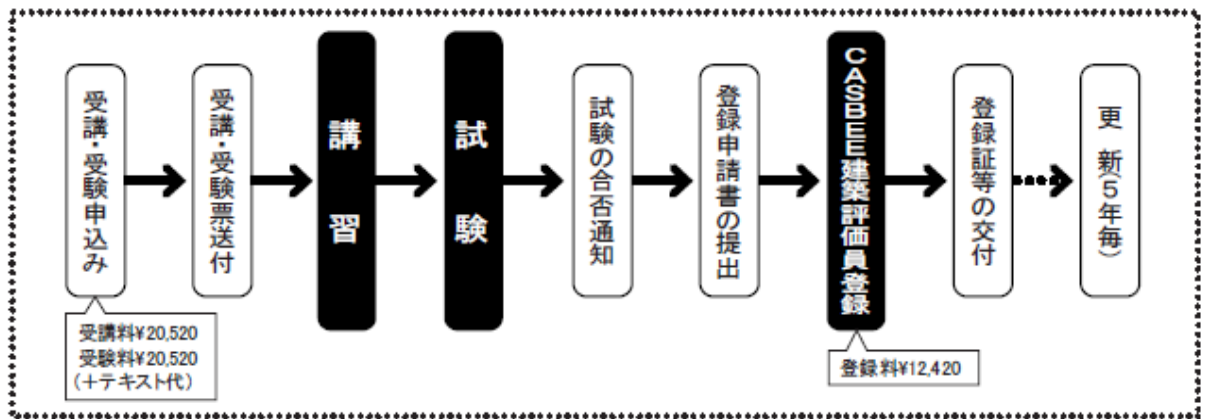 受講・受験申込み
受講・受験票送付
講習
試験
試験の合否通知
登録申請書の提出
CASBEE建築評価員登録
登録証等の交付
更 新(5年毎)
受講料¥20,520
受験料¥20,520
(+テキスト代)
登録料¥12,420